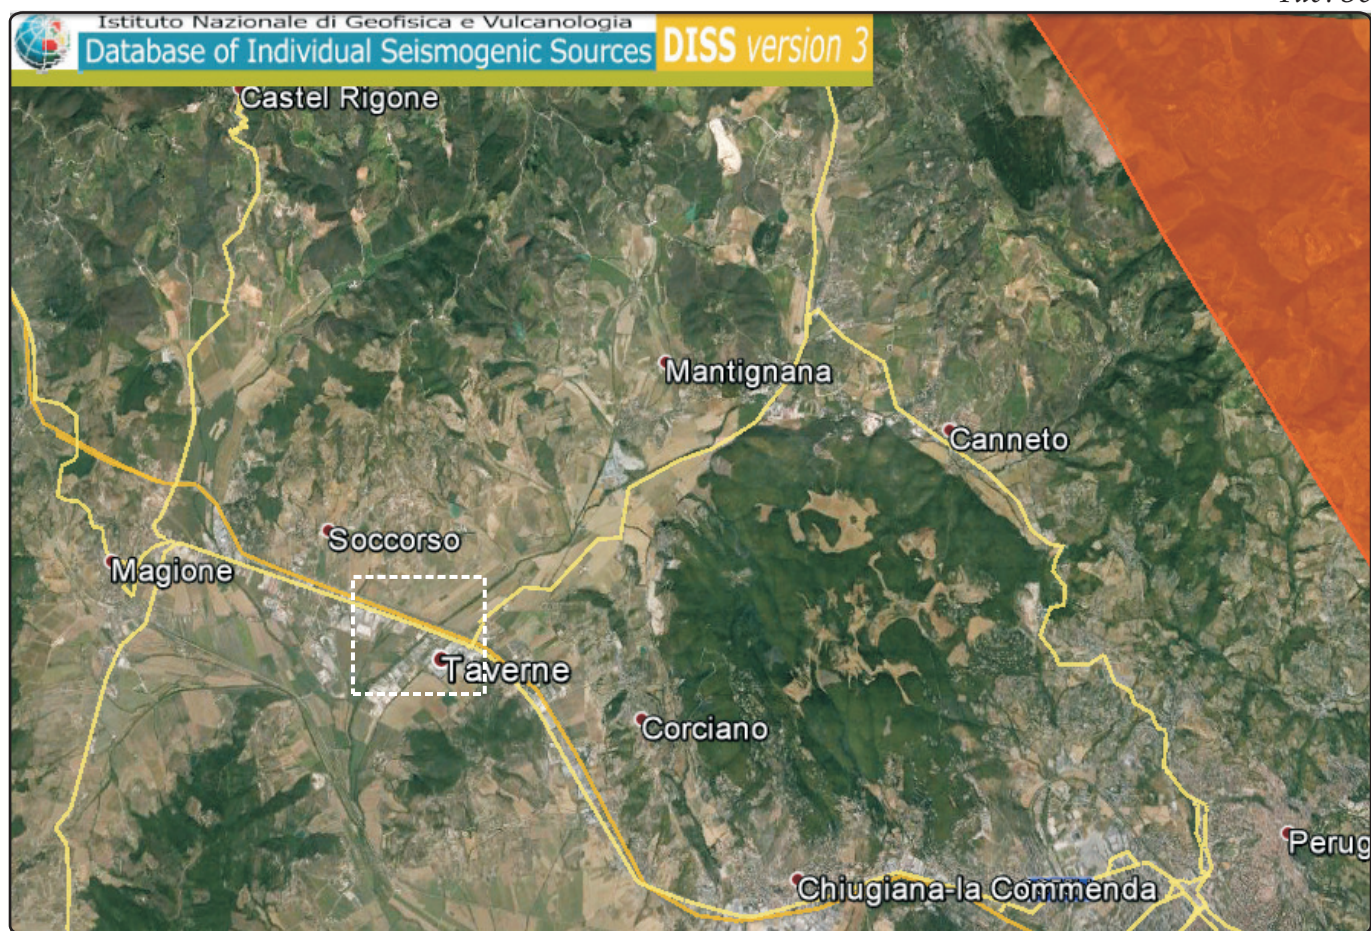 Istituto Nazionale di Geofisica e Vulcanologia
Database of Individual Seismogenic Sources DISS version 3
Castel Rigone
Mantignana
Canneto
Soccorso
Magione
Taverne
Corciano
Perug
Chiugiana-la Commenda